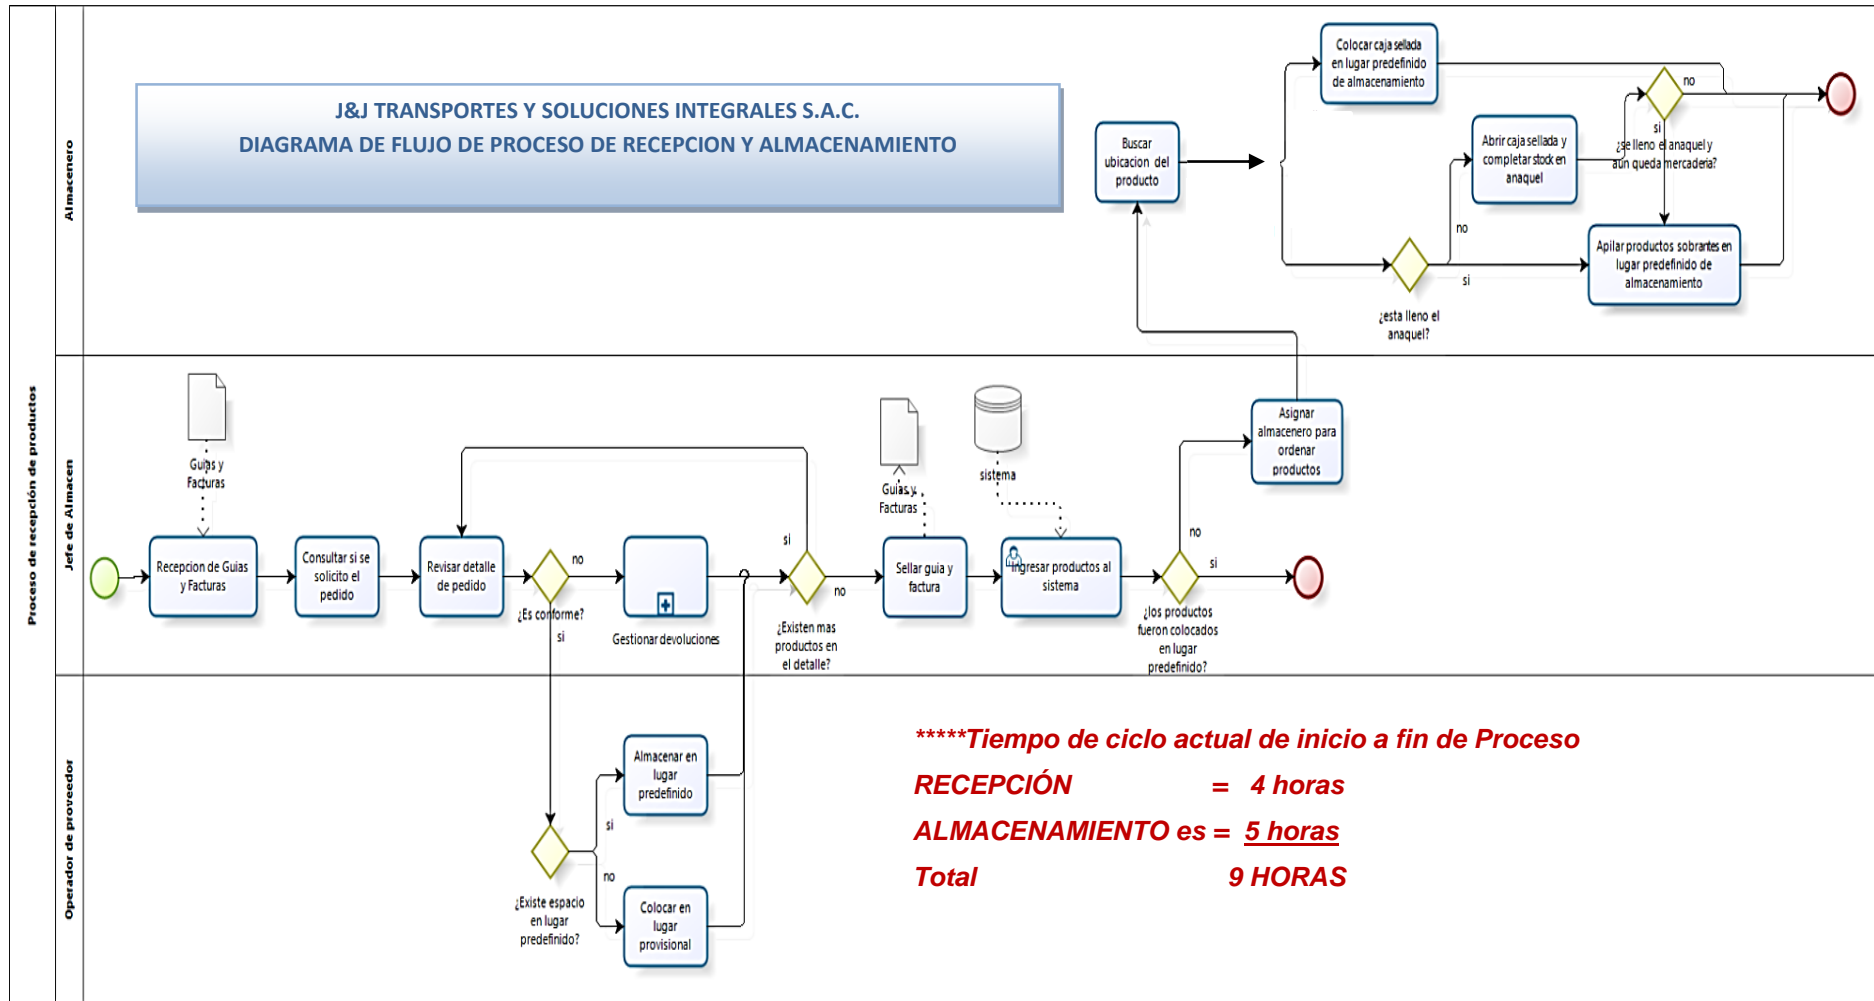 J&J TRANSPORTES Y SOLUCIONES INTEGRALES S.A.C.
DIAGRAMA DE FLUJO DE PROCESO DE RECEPCION Y ALMACENAMIENTO
Proceso de recepción de productos
Almacenero
Buscar
ubicacion del
producto
Colocar caja sellada
en lugar predefinido
de almacenamiento
Abrir caja sellada y
completar stock en
anaquel
no
si
¿se lleno el anaquel y
aun queda mercaderia?
no
si
¿esta lleno el
anaquel?
Apilar productos sobrantes en
lugar predefinido de
almacenamiento
Jefe de Almacen
Guias y
Facturas
Recepcion de Guias
y Facturas
Consultar si se
solicito el
pedido
Revisar detalle
de pedido
no
¿Es conforme?
si
Gestionar devoluciones
si
no
¿Existen mas
productos en
el detalle?
Guias y
Facturas
Sellar guia y
factura
sistema
Ingresar productos al
sistema
no
si
¿los productos
fueron colocados
en lugar
predefinido?
Asignar
almacenero para
ordenar
productos
Operador de proveedor
¿Existe espacio
en lugar
predefinido?
si
no
Almacenar en
lugar
predefinido
Colocar en
lugar
provisional
*****Tiempo de ciclo actual de inicio a fin de Proceso
RECEPCIÓN = 4 horas
ALMACENAMIENTO es = 5 horas
Total 9 HORAS